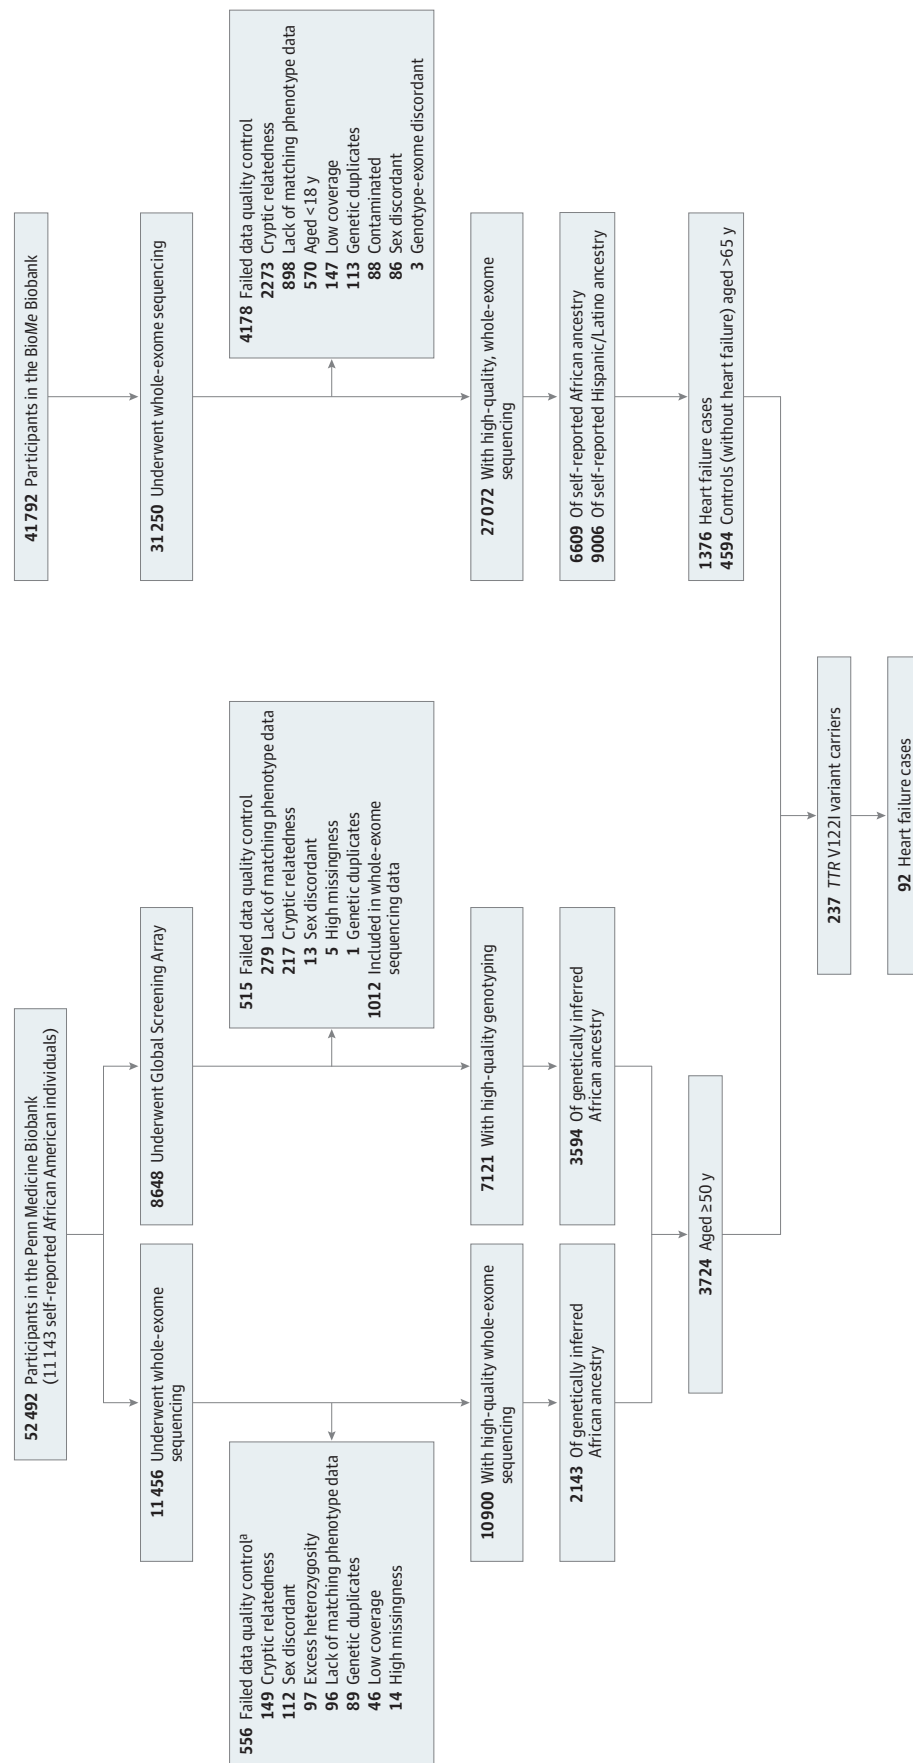 52 492 Participants in the Penn Medicine Biobank
(11 143 self-reported African American individuals)
11 456 Underwent whole-exome
sequencing
8648 Underwent Global Screening Array
556 Failed data quality controlᵃ
149 Cryptic relatedness
112 Sex discordant
97 Excess heterozygosity
96 Lack of matching phenotype data
89 Genetic duplicates
46 Low coverage
14 High missingness
515 Failed data quality control
279 Lack of matching phenotype data
217 Cryptic relatedness
13 Sex discordant
5 High missingness
1 Genetic duplicates
1012 Included in whole-exome
sequencing data
10 900 With high-quality whole-exome
sequencing
7121 With high-quality genotyping
2143 Of genetically inferred
African ancestry
3594 Of genetically inferred
African ancestry
3724 Aged ≥50 y
41 792 Participants in the BioMe Biobank
31 250 Underwent whole-exome sequencing
4178 Failed data quality control
2273 Cryptic relatedness
898 Lack of matching phenotype data
570 Aged <18 y
147 Low coverage
113 Genetic duplicates
88 Contaminated
86 Sex discordant
3 Genotype-exome discordant
27 072 With high-quality, whole-exome
sequencing
6609 Of self-reported African ancestry
9006 Of self-reported Hispanic/Latino ancestry
1376 Heart failure cases
4594 Controls (without heart failure) aged >65 y
237 TTR V122I variant carriers
92 Heart failure cases